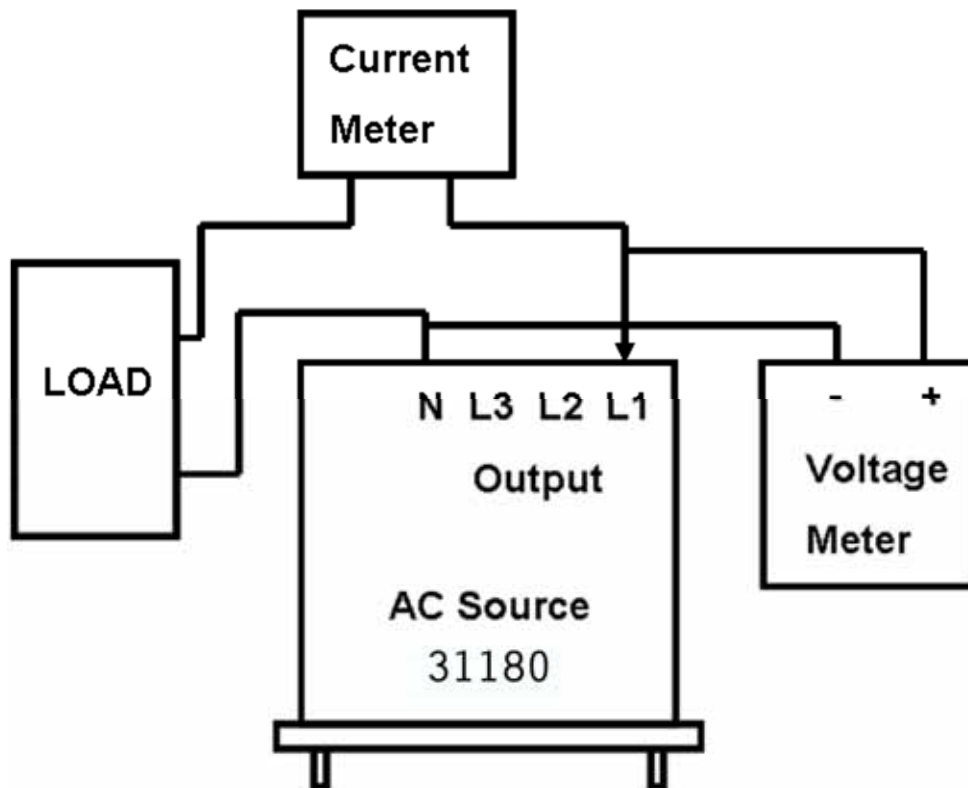 Current
Meter
LOAD
N L3 L2 L1
Output
AC Source
31180
- +
Voltage
Meter